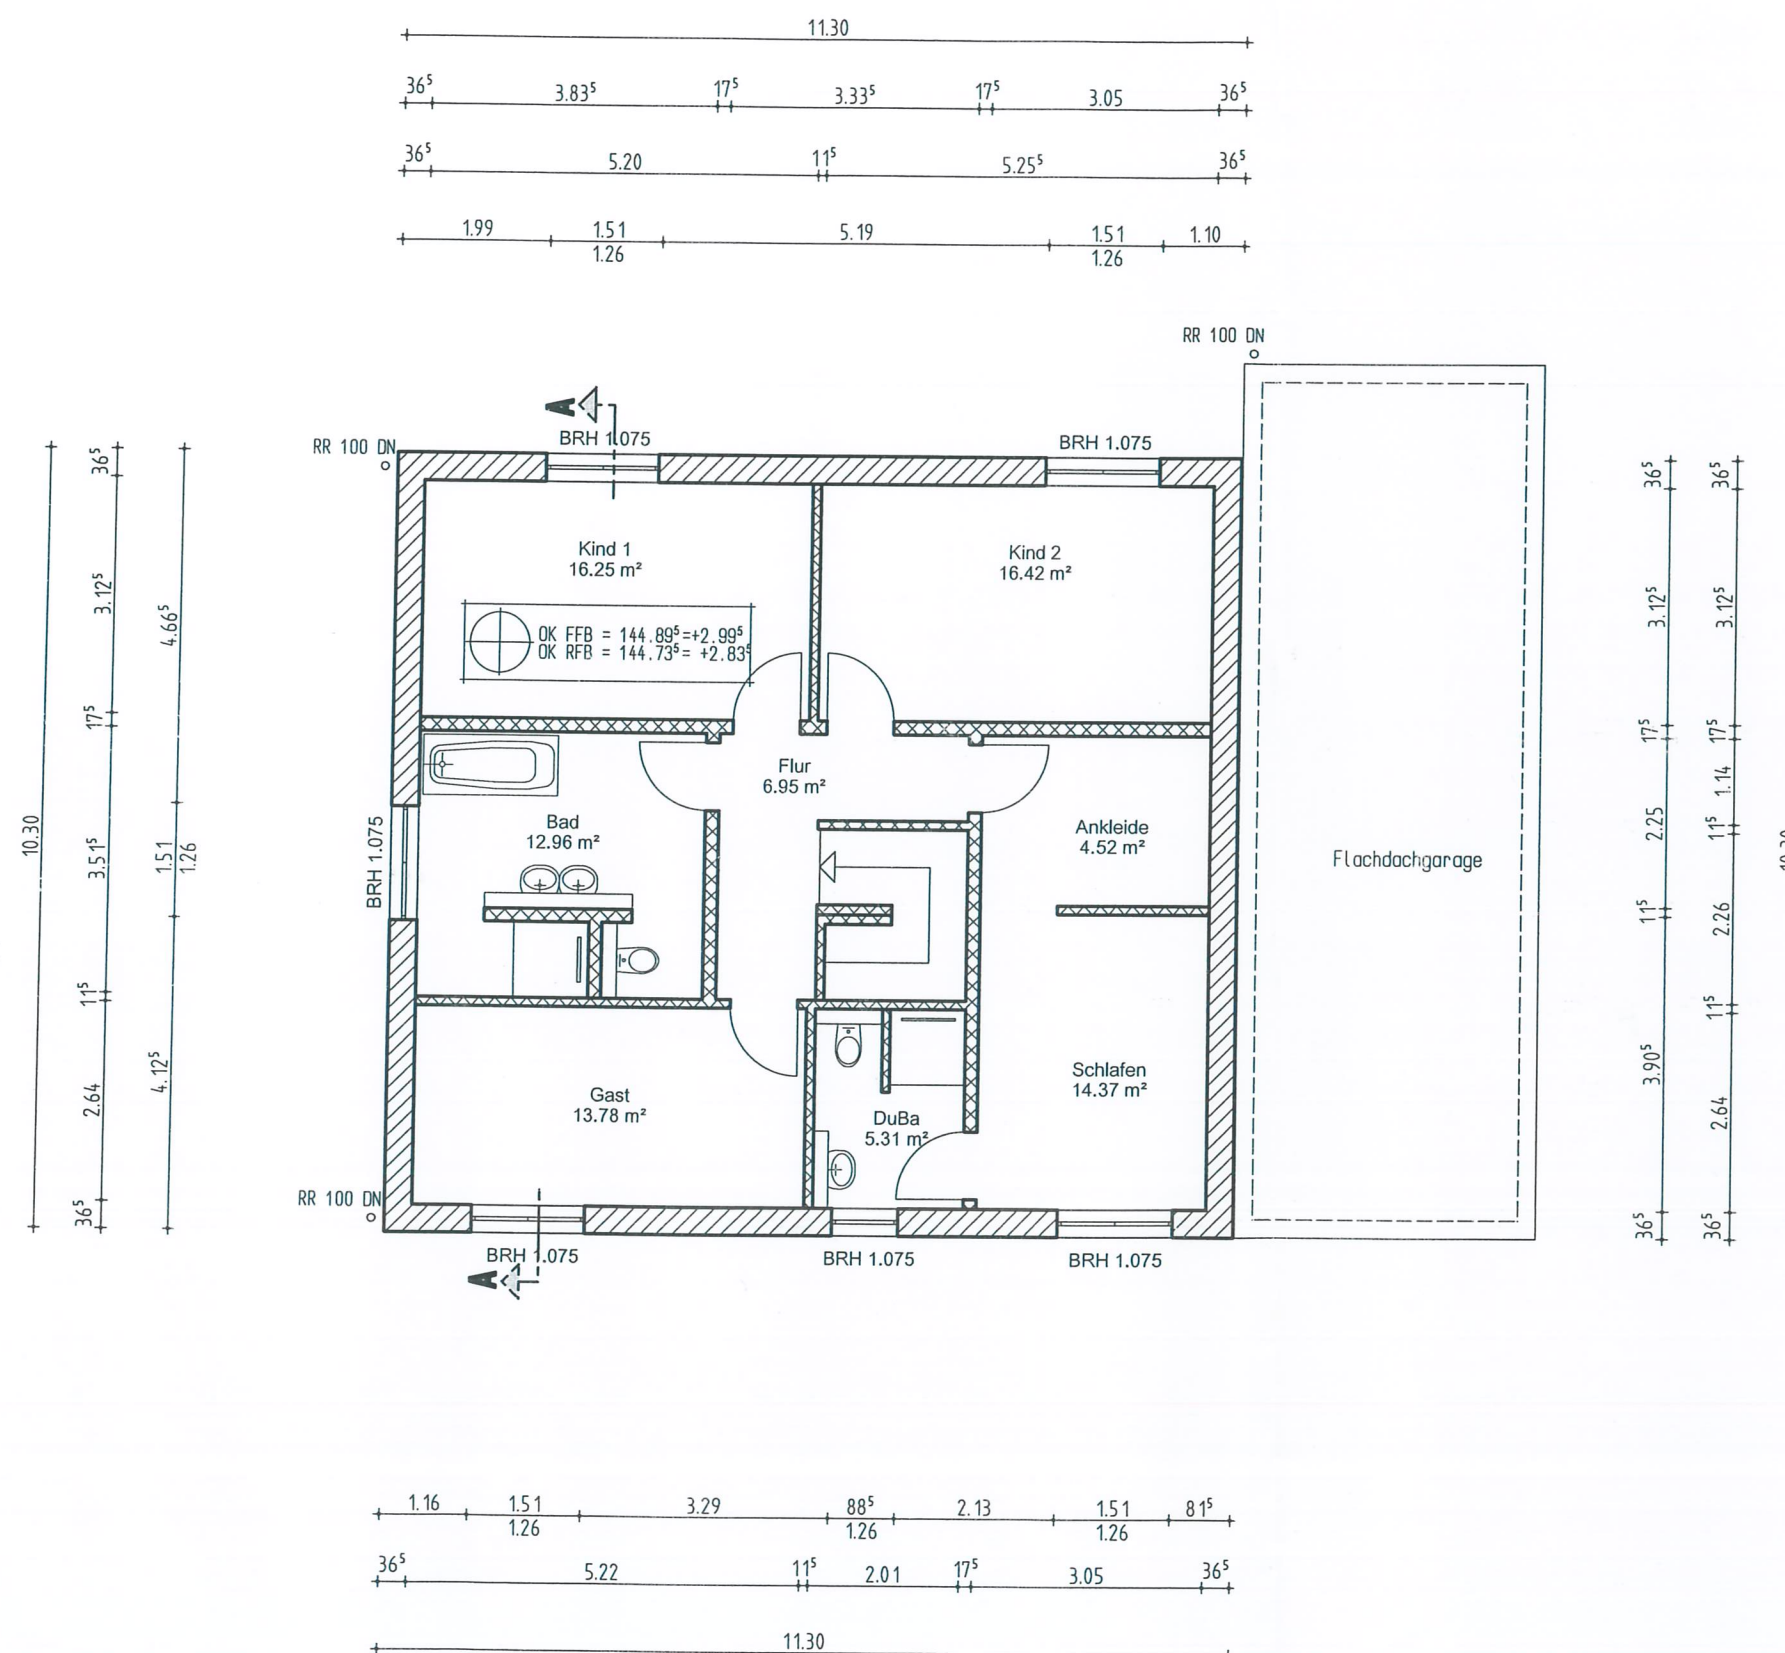 11.30
36⁵ 3.83⁵ 17⁵ 3.33⁵ 17⁵ 3.05 36⁵
36⁵ 5.20 11⁵ 5.25⁵ 36⁵
1.99 1.51 5.19 1.51 1.10
1.26 1.26
RR 100 DN
A
RR 100 DN
BRH 1.075
BRH 1.075
Kind 1
16.25 m²
Kind 2
16.42 m²
OK FFB = 144.89⁵=+2.99⁵
OK RFB = 144.73⁵= +2.83⁵
Flur
6.95 m²
Bad
12.96 m²
Ankleide
4.52 m²
Flachdachgarage
BRH 1.075
Gast
13.78 m²
DuBa
5.31 m²
Schlafen
14.37 m²
RR 100 DN
BRH 1.075
BRH 1.075
BRH 1.075
A
10.30
36⁵ 3.12⁵ 17⁵ 3.51⁵ 11⁵ 2.64 36⁵
4.66⁵ 1.51 4.12⁵
1.26
36⁵ 3.12⁵ 17⁵ 2.25 11⁵ 3.90⁵ 36⁵
36⁵ 3.12⁵ 17⁵ 1.14 11⁵ 2.26 11⁵ 2.64 36⁵
1.16 1.51 3.29 88⁵ 2.13 1.51 81⁵
1.26 1.26 1.26
36⁵ 5.22 11⁵ 2.01 17⁵ 3.05 36⁵
11.30